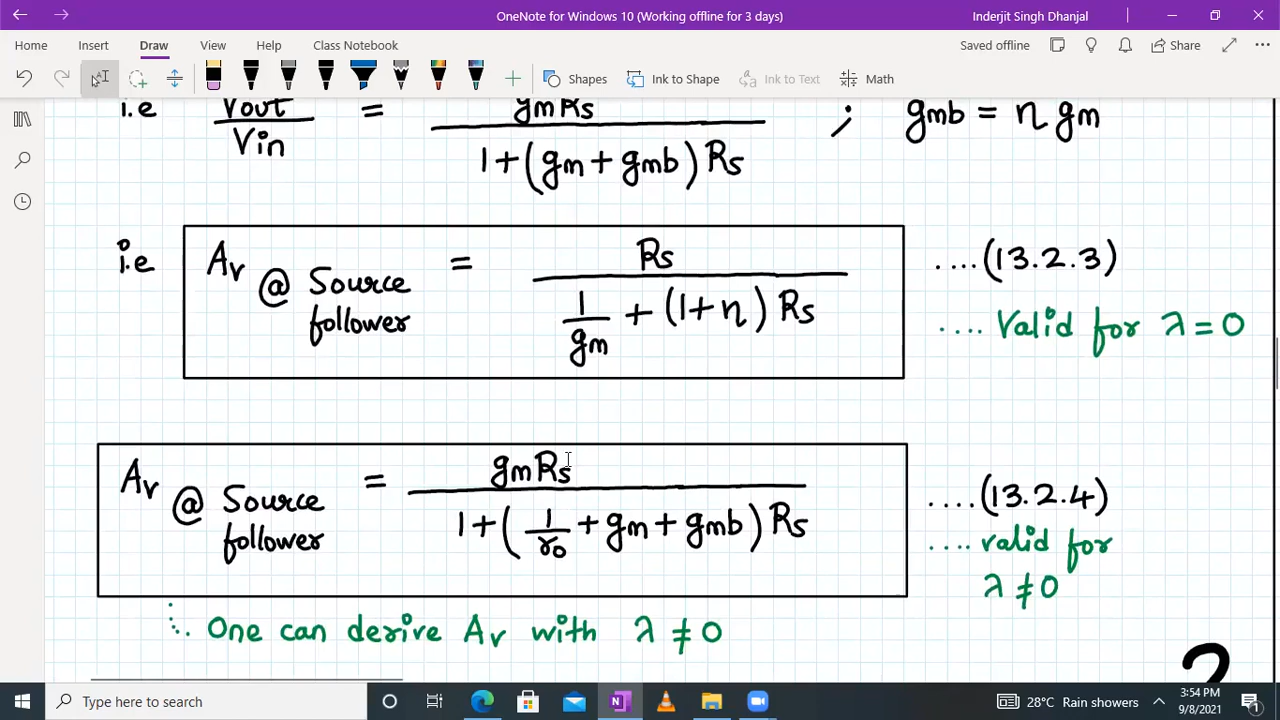 OneNote for Windows 10 (Working offline for 3 days)
Inderjit Singh Dhanjal
Home Insert Draw View Help Class Notebook
Saved offline
Share
Shapes
Ink to Shape
Ink to Text
Math
i.e Vout/Vin = gmRs / 1+(gm+gmb)Rs ; gmb = η gm
i.e Av @ Source follower = Rs / 1/gm + (1+η)Rs ....(13.2.3)
.... Valid for λ = 0
Av @ Source follower = gmRs / 1+(1/ro + gm + gmb)Rs ....(13.2.4)
.... valid for
λ ≠ 0
∵. One can derive Av with λ ≠ 0
Type here to search
28°C Rain showers
3:54 PM
9/8/2021